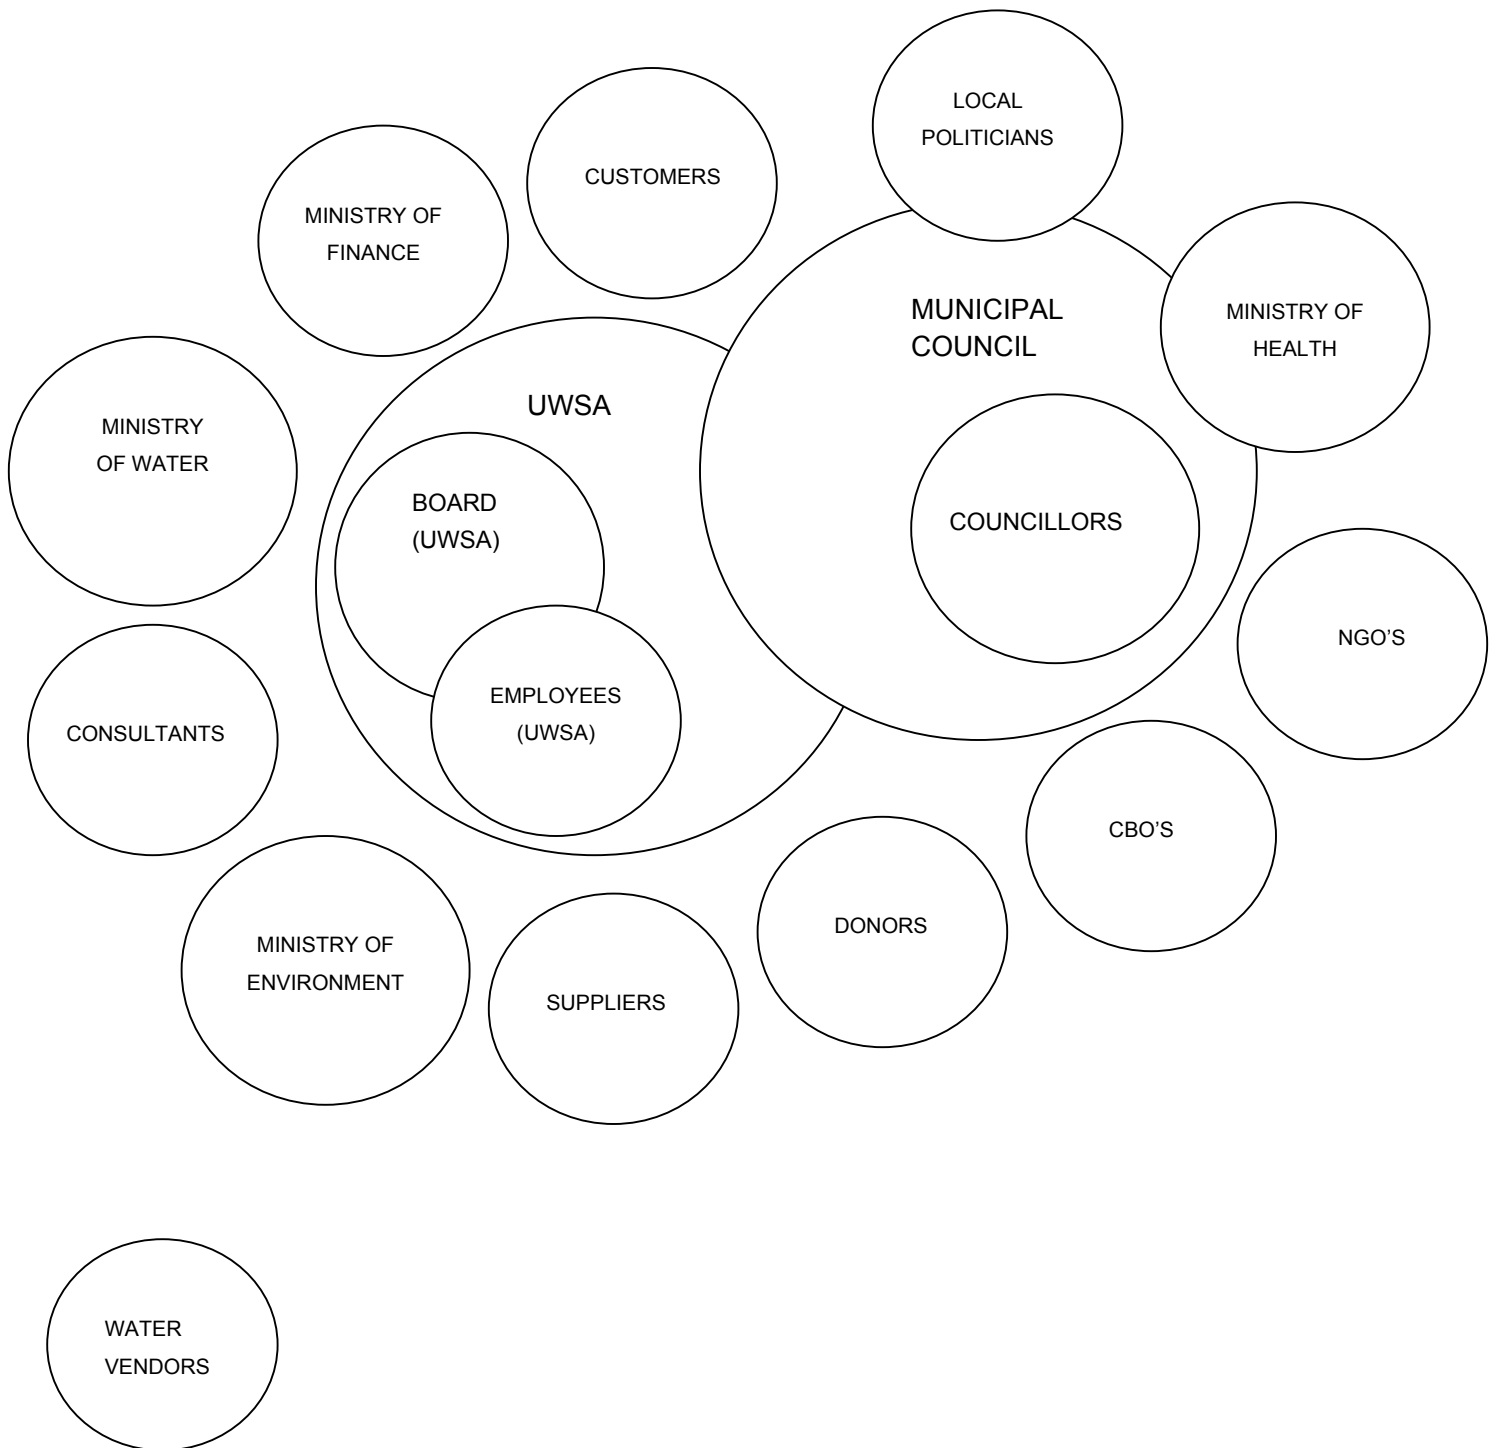 LOCAL
POLITICIANS
CUSTOMERS
MINISTRY OF
FINANCE
MUNICIPAL
COUNCIL
MINISTRY OF
HEALTH
UWSA
MINISTRY
OF WATER
BOARD
(UWSA)
COUNCILLORS
NGO’S
EMPLOYEES
(UWSA)
CONSULTANTS
CBO’S
DONORS
MINISTRY OF
ENVIRONMENT
SUPPLIERS
WATER
VENDORS